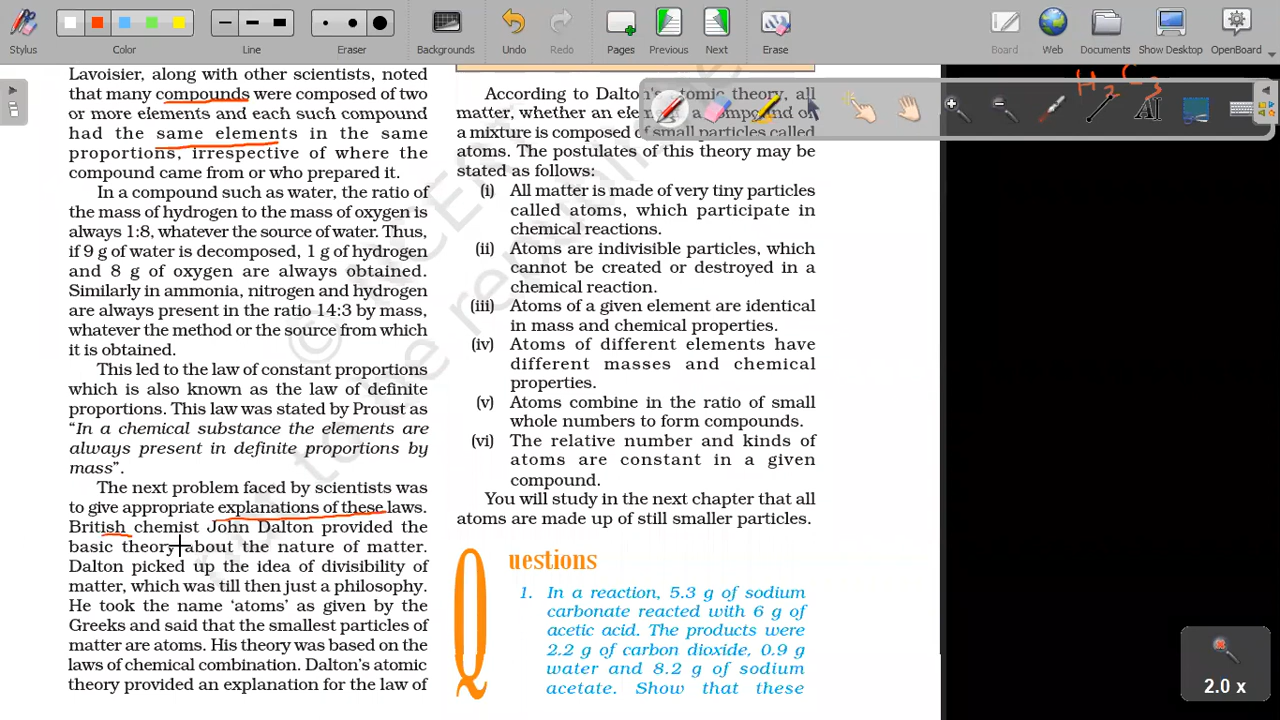 Stylus Color Line Eraser Backgrounds Undo Redo Pages Previous Next Erase Board Web Documents Show Desktop OpenBoard
Lavoisier, along with other scientists, noted
that many compounds were composed of two
or more elements and each such compound
had the same elements in the same
proportions, irrespective of where the
compound came from or who prepared it.
In a compound such as water, the ratio of
the mass of hydrogen to the mass of oxygen is
always 1:8, whatever the source of water. Thus,
if 9 g of water is decomposed, 1 g of hydrogen
and 8 g of oxygen are always obtained.
Similarly in ammonia, nitrogen and hydrogen
are always present in the ratio 14:3 by mass,
whatever the method or the source from which
it is obtained.
This led to the law of constant proportions
which is also known as the law of definite
proportions. This law was stated by Proust as
“In a chemical substance the elements are
always present in definite proportions by
mass”.
The next problem faced by scientists was
to give appropriate explanations of these laws.
British chemist John Dalton provided the
basic theory about the nature of matter.
Dalton picked up the idea of divisibility of
matter, which was till then just a philosophy.
He took the name ‘atoms’ as given by the
Greeks and said that the smallest particles of
matter are atoms. His theory was based on the
laws of chemical combination. Dalton’s atomic
theory provided an explanation for the law of
According to Dalton’s atomic theory, all
matter, whether an element, a compound or
a mixture is composed of small particles called
atoms. The postulates of this theory may be
stated as follows:
(i) All matter is made of very tiny particles
called atoms, which participate in
chemical reactions.
(ii) Atoms are indivisible particles, which
cannot be created or destroyed in a
chemical reaction.
(iii) Atoms of a given element are identical
in mass and chemical properties.
(iv) Atoms of different elements have
different masses and chemical
properties.
(v) Atoms combine in the ratio of small
whole numbers to form compounds.
(vi) The relative number and kinds of
atoms are constant in a given
compound.
You will study in the next chapter that all
atoms are made up of still smaller particles.
Questions
1. In a reaction, 5.3 g of sodium
carbonate reacted with 6 g of
acetic acid. The products were
2.2 g of carbon dioxide, 0.9 g
water and 8.2 g of sodium
acetate. Show that these
© NCERT
not to be republished
AI
2.0 x